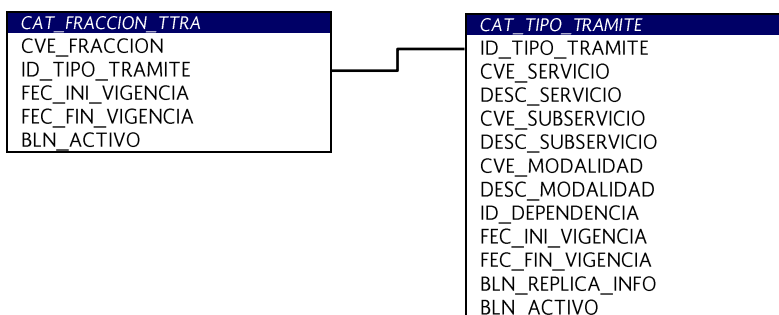 CAT_FRACCION_TTRA
CVE_FRACCION
ID_TIPO_TRAMITE
FEC_INI_VIGENCIA
FEC_FIN_VIGENCIA
BLN_ACTIVO
CAT_TIPO_TRAMITE
ID_TIPO_TRAMITE
CVE_SERVICIO
DESC_SERVICIO
CVE_SUBSERVICIO
DESC_SUBSERVICIO
CVE_MODALIDAD
DESC_MODALIDAD
ID_DEPENDENCIA
FEC_INI_VIGENCIA
FEC_FIN_VIGENCIA
BLN_REPLICA_INFO
BLN_ACTIVO